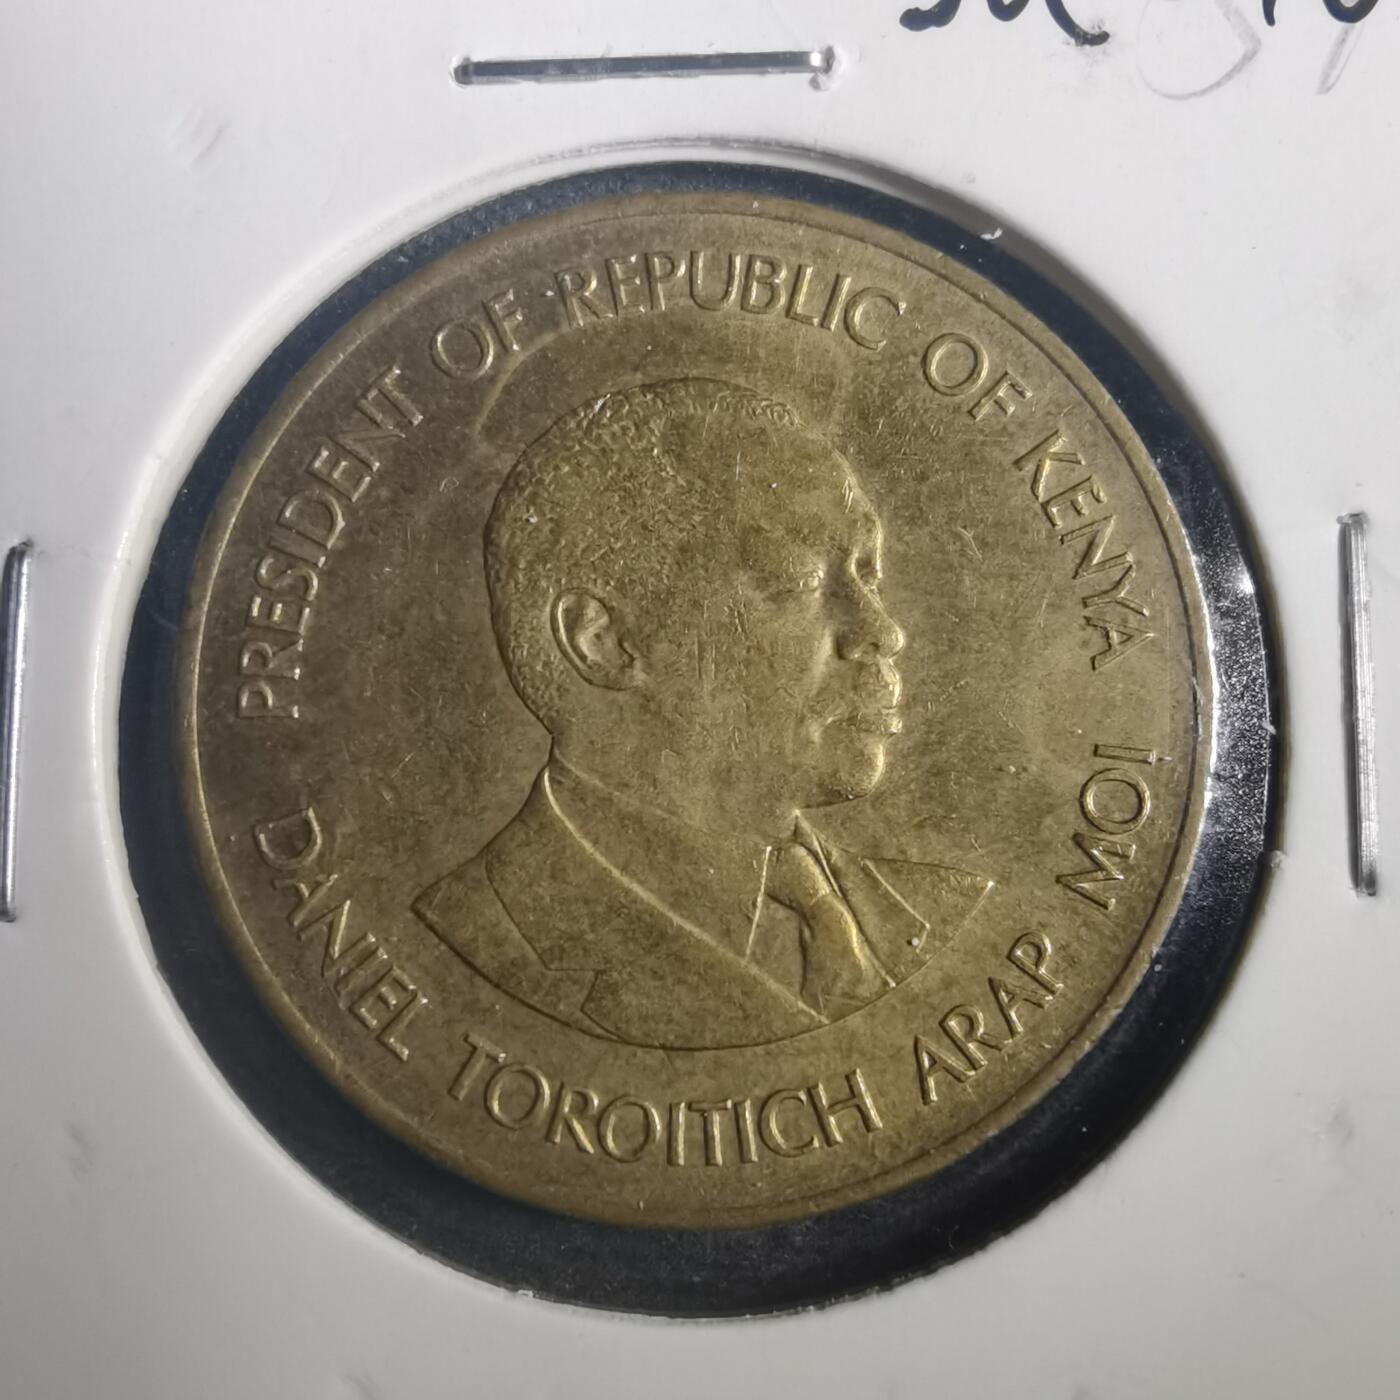 PRESIDENT OF REPUBLIC OF KENYA
DANIEL TOROITICH ARAP MOI